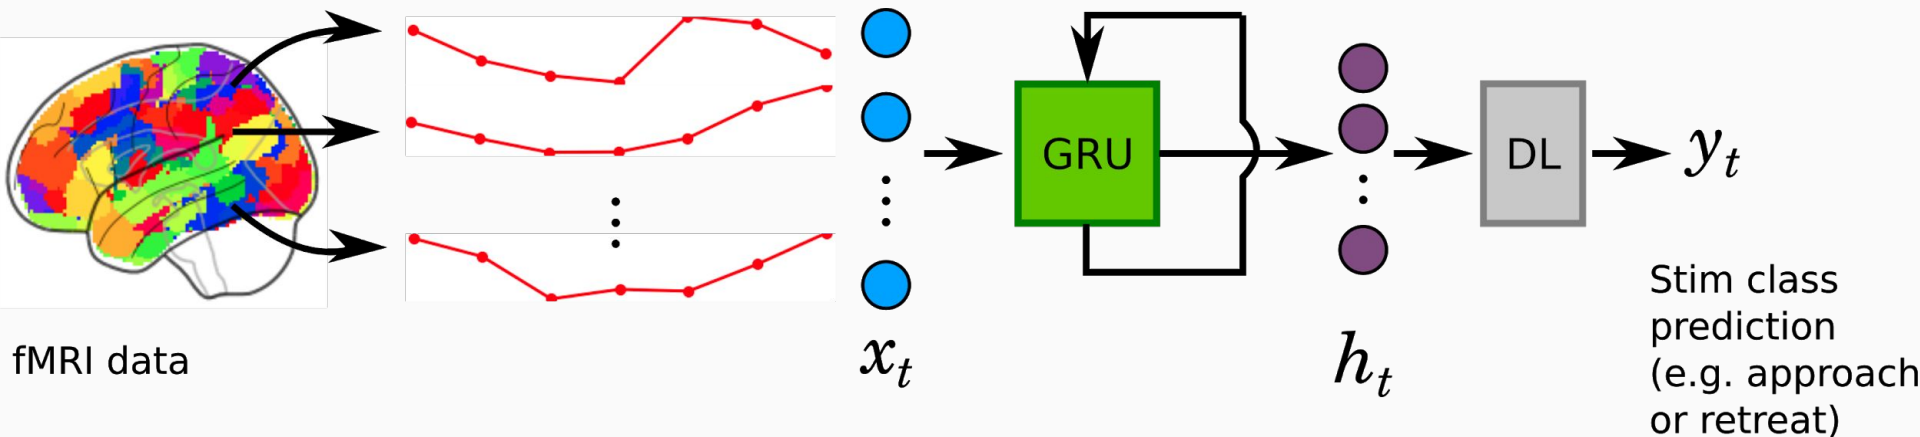 GRU
DL
y_t
fMRI data
x_t
h_t
Stim class
prediction
(e.g. approach
or retreat)